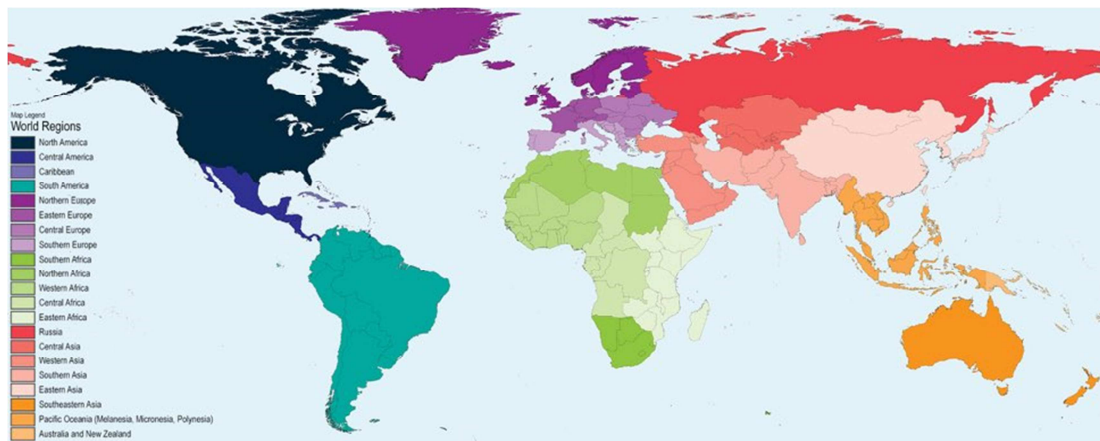 Map Legend
World Regions
North America
Central America
Caribbean
South America
Northern Europe
Eastern Europe
Central Europe
Southern Europe
Southern Africa
Northern Africa
Western Africa
Central Africa
Eastern Africa
Russia
Central Asia
Western Asia
Southern Asia
Eastern Asia
Southeastern Asia
Pacific Oceania (Melanesia, Micronesia, Polynesia)
Australia and New Zealand